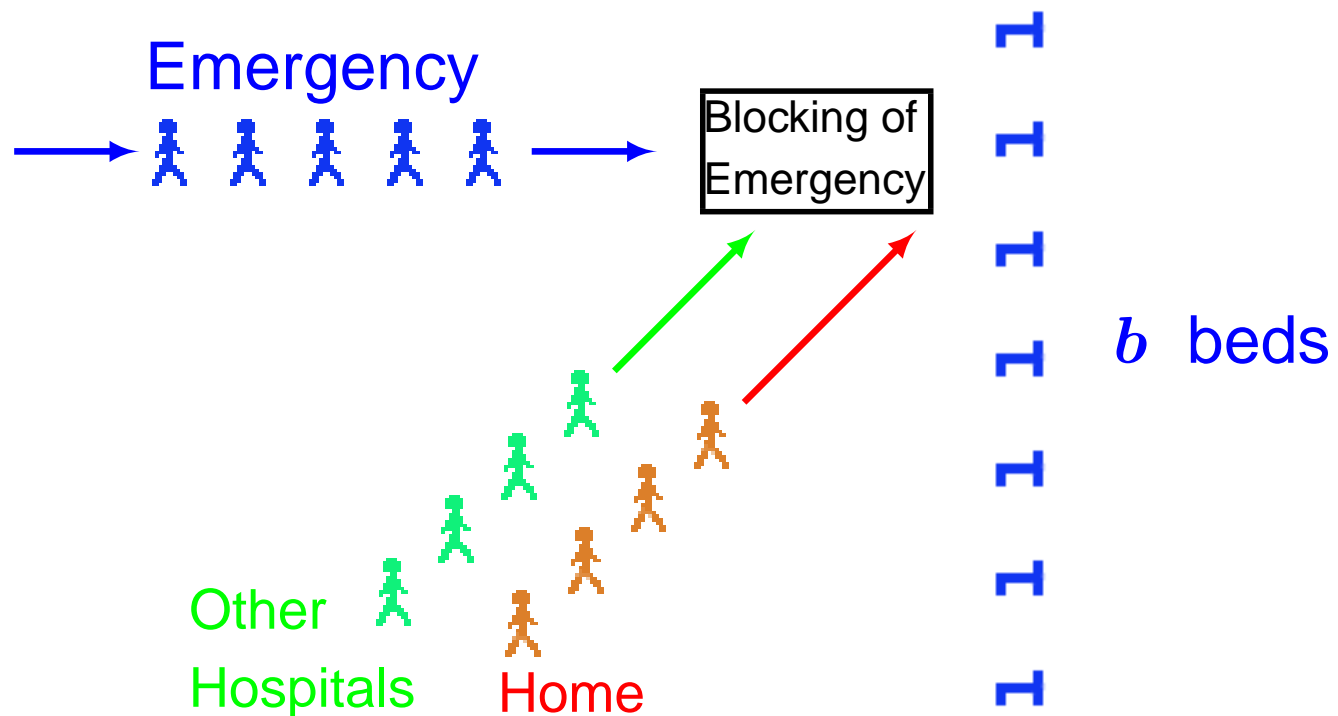 Emergency
Blocking of
Emergency
b beds
Other
Hospitals
Home